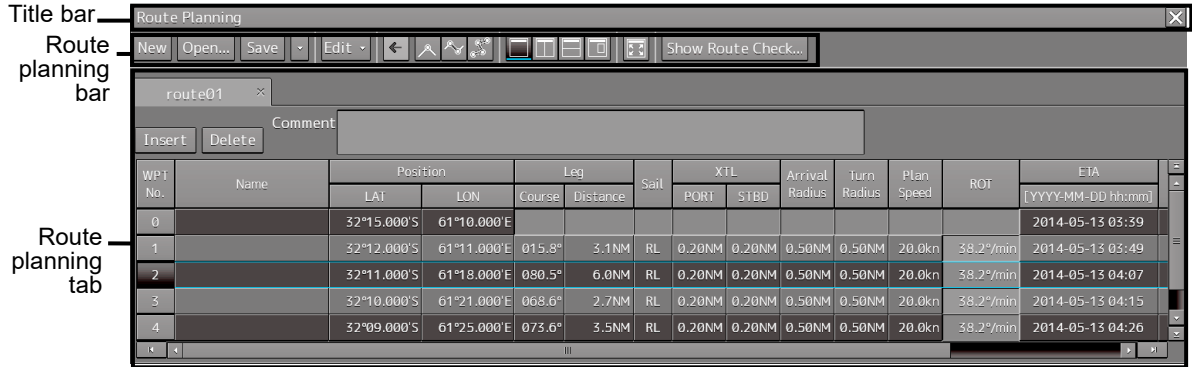 Title bar
Route Planning
Route planning bar
New Open... Save Edit Show Route Check...
route01 ×
Insert Delete Comment
WPT No. Name Position Leg Sail XTL Arrival Radius Turn Radius Plan Speed ROT ETA
LAT LON Course Distance PORT STBD [YYYY-MM-DD hh:mm]
0 32°15.000'S 61°10.000'E 2014-05-13 03:39
Route planning tab
1 32°12.000'S 61°11.000'E 015.8° 3.1NM RL 0.20NM 0.20NM 0.50NM 0.50NM 20.0kn 38.2°/min 2014-05-13 03:49
2 32°11.000'S 61°18.000'E 080.5° 6.0NM RL 0.20NM 0.20NM 0.50NM 0.50NM 20.0kn 38.2°/min 2014-05-13 04:07
3 32°10.000'S 61°21.000'E 068.6° 2.7NM RL 0.20NM 0.20NM 0.50NM 0.50NM 20.0kn 38.2°/min 2014-05-13 04:15
4 32°09.000'S 61°25.000'E 073.6° 3.5NM RL 0.20NM 0.20NM 0.50NM 0.50NM 20.0kn 38.2°/min 2014-05-13 04:26